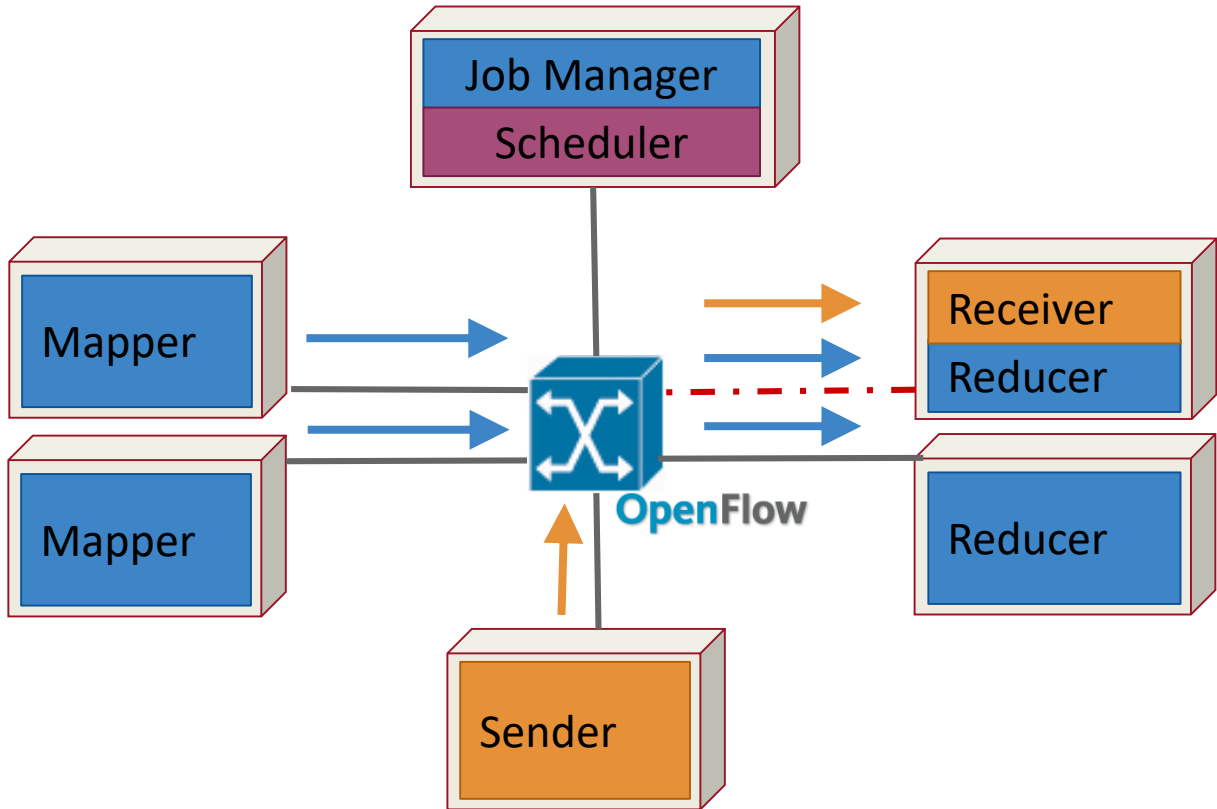 Job Manager
Scheduler
Mapper
Receiver
Reducer
Mapper
OpenFlow
Reducer
Sender